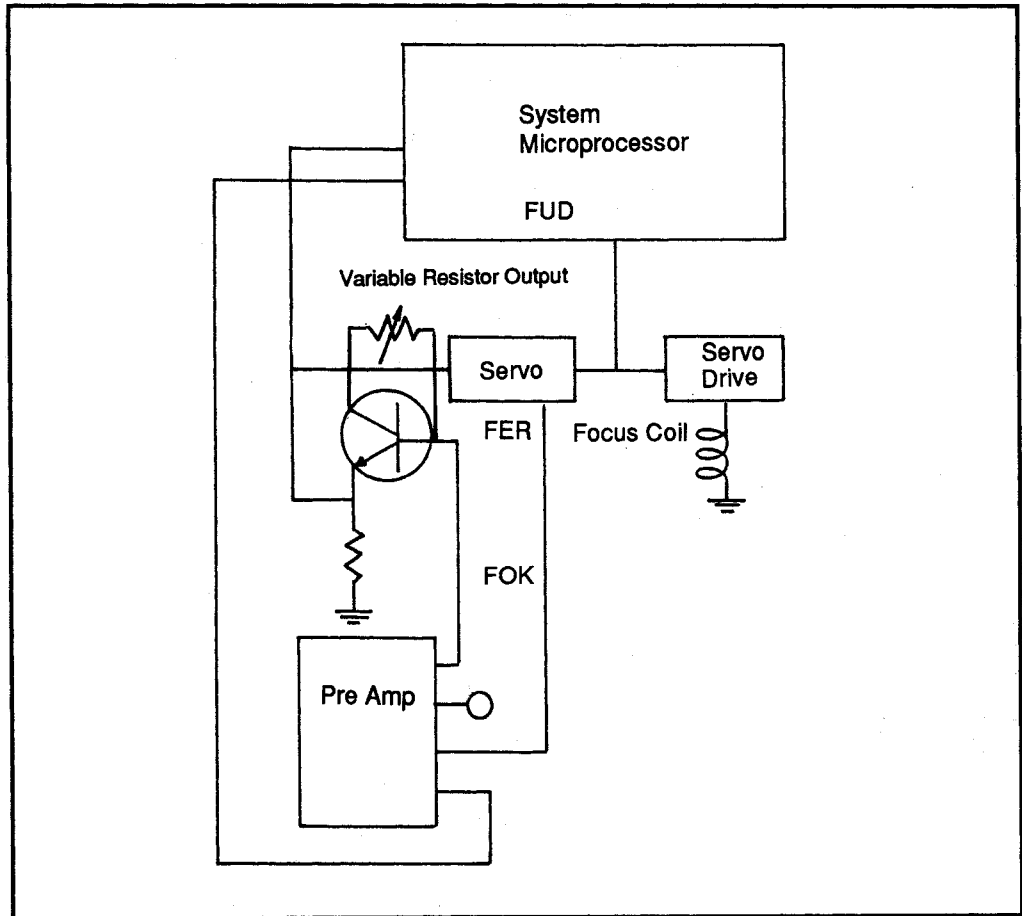 System
Microprocessor
FUD
Variable Resistor Output
Servo
Servo
Drive
FER
Focus Coil
FOK
Pre Amp